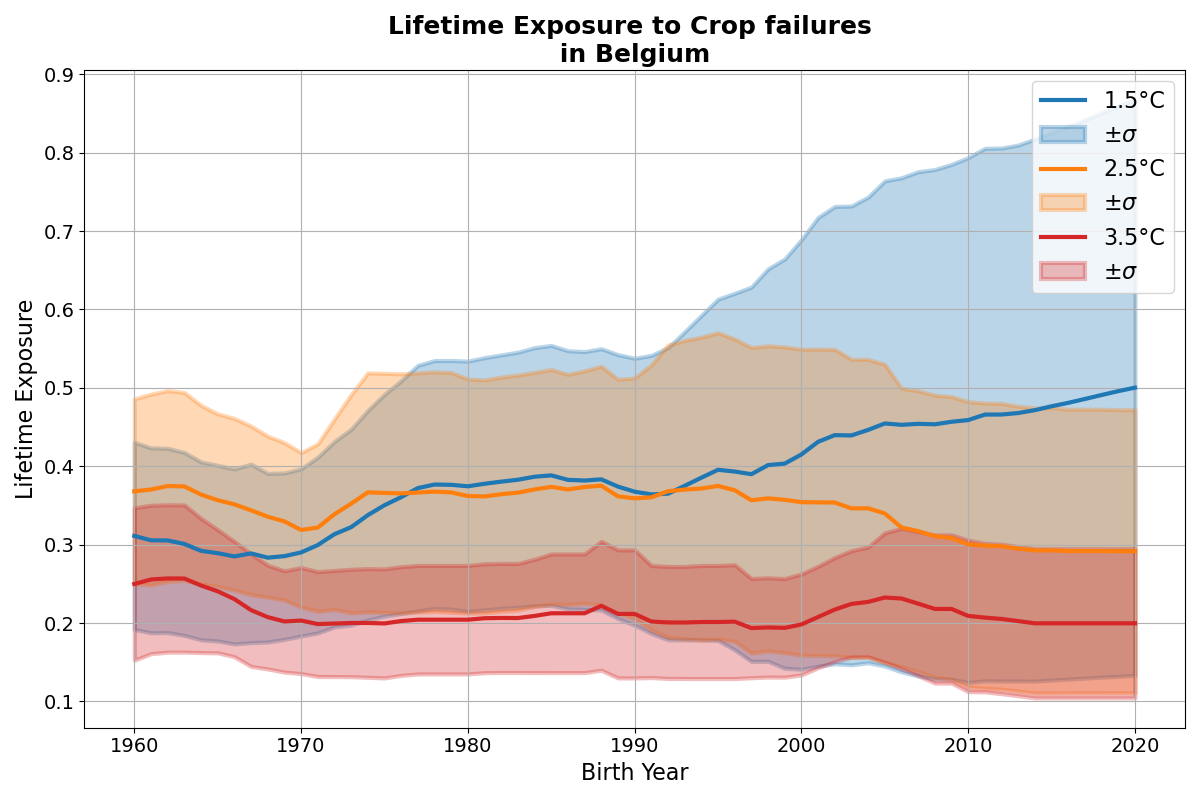 Lifetime Exposure to Crop failures
in Belgium
0.9
0.8
0.7
0.6
0.5
0.4
0.3
0.2
0.1
Lifetime Exposure
1.5°C
±σ
2.5°C
±σ
3.5°C
±σ
1960 1970 1980 1990 2000 2010 2020
Birth Year